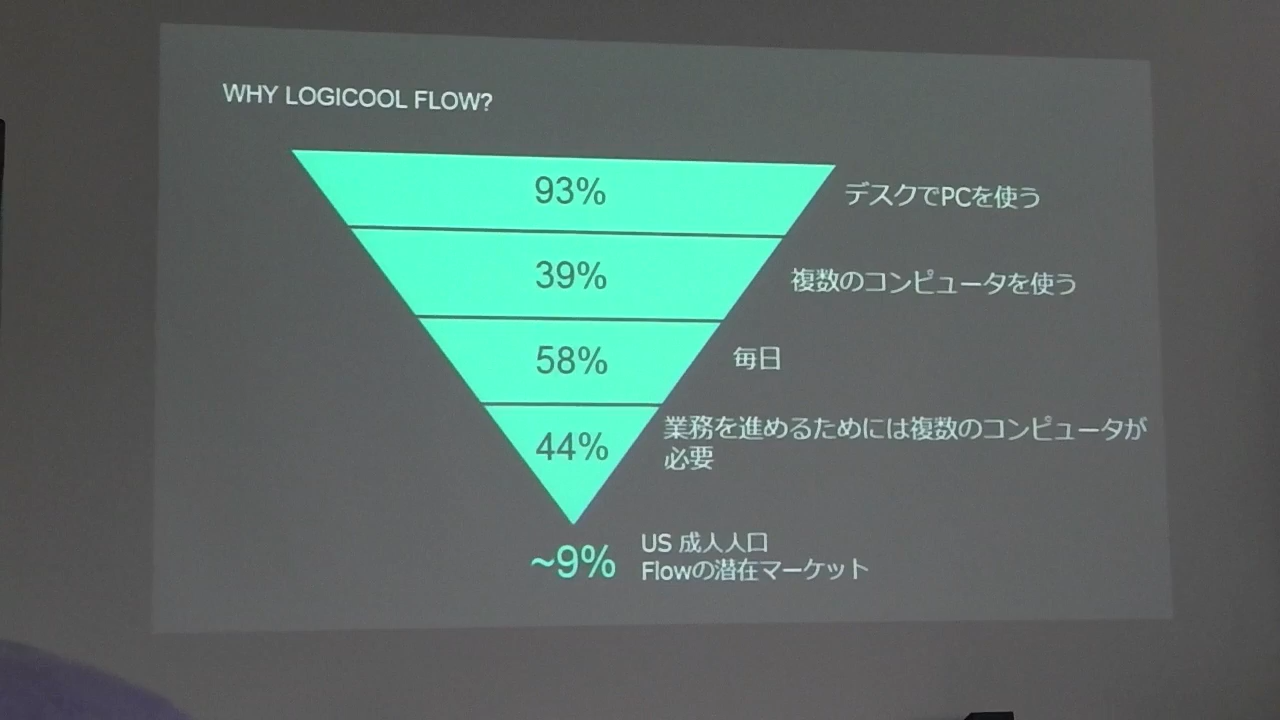 WHY LOGICOOL FLOW?
93%
デスクでPCを使う
39%
複数のコンピュータを使う
58%
毎日
44%
業務を進めるためには複数のコンピュータが
必要
~9%
US 成人人口
Flowの潜在マーケット